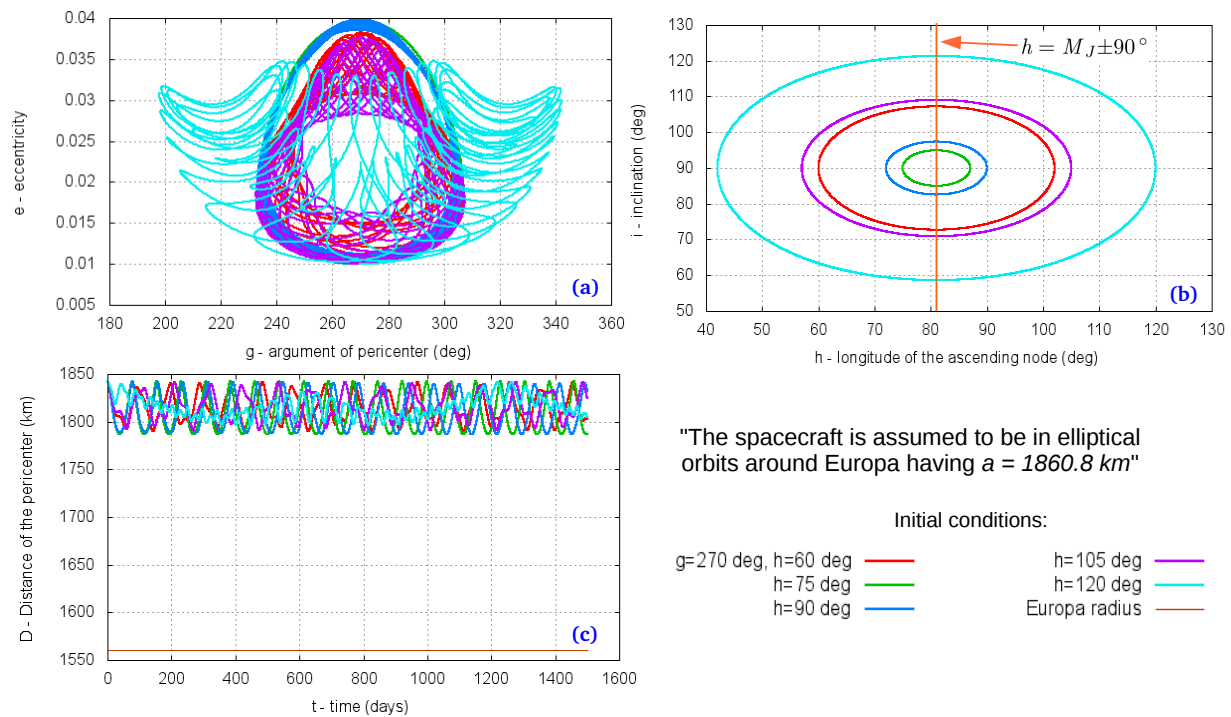 0.04
0.035
0.03
0.025
0.02
0.015
0.01
0.005
e - eccentricity
180 200 220 240 260 280 300 320 340 360
g - argument of pericenter (deg)
(a)
130
120
110
100
90
80
70
60
50
i - inclination (deg)
h = M_J ± 90°
40 50 60 70 80 90 100 110 120 130
h - longitude of the ascending node (deg)
(b)
1850
1800
1750
1700
1650
1600
1550
D - Distance of the pericenter (km)
0 200 400 600 800 1000 1200 1400 1600
t - time (days)
(c)
"The spacecraft is assumed to be in elliptical
orbits around Europa having a = 1860.8 km"
Initial conditions:
g=270 deg, h=60 deg
h=75 deg
h=90 deg
h=105 deg
h=120 deg
Europa radius